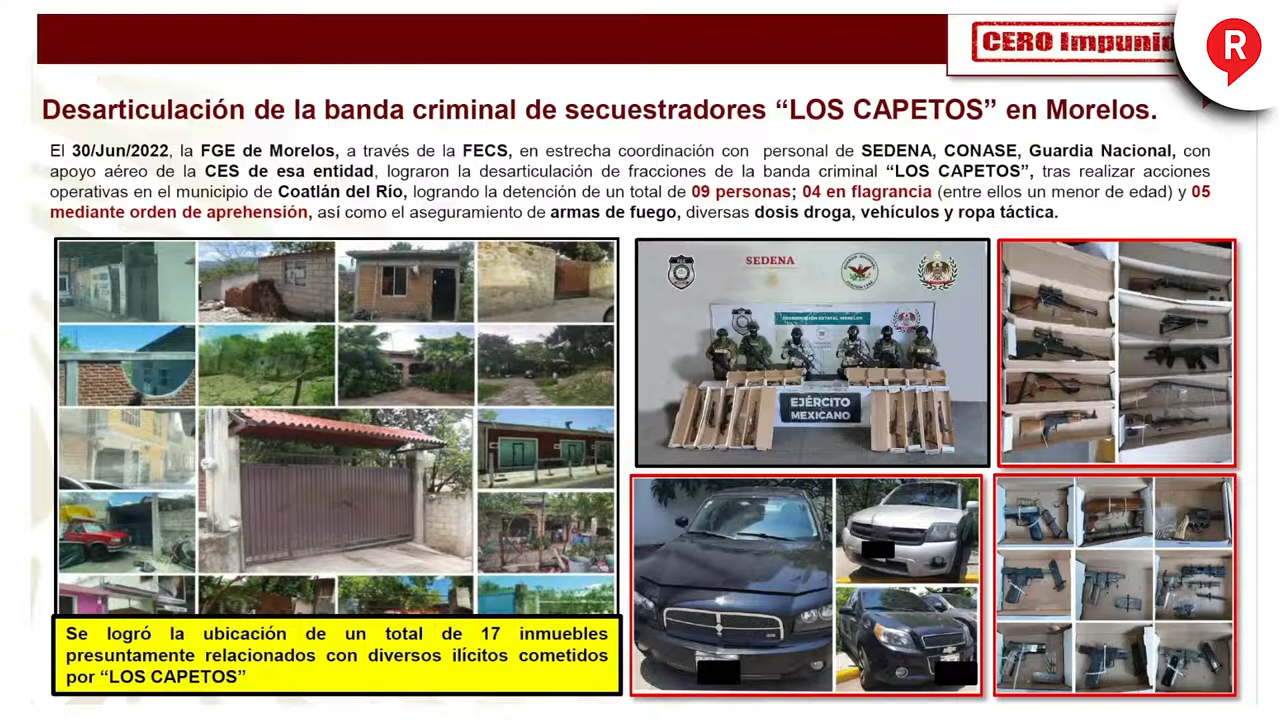 CERO Impunid
R
Desarticulación de la banda criminal de secuestradores “LOS CAPETOS” en Morelos.
El 30/Jun/2022, la FGE de Morelos, a través de la FECS, en estrecha coordinación con personal de SEDENA, CONASE, Guardia Nacional, con
apoyo aéreo de la CES de esa entidad, lograron la desarticulación de fracciones de la banda criminal “LOS CAPETOS”, tras realizar acciones
operativas en el municipio de Coatlán del Río, logrando la detención de un total de 09 personas; 04 en flagrancia (entre ellos un menor de edad) y 05
mediante orden de aprehensión, así como el aseguramiento de armas de fuego, diversas dosis droga, vehículos y ropa táctica.
SEDENA
COORDINACIÓN ESTATAL MORELOS
EJÉRCITO
MEXICANO
Se logró la ubicación de un total de 17 inmuebles
presuntamente relacionados con diversos ilícitos cometidos
por “LOS CAPETOS”